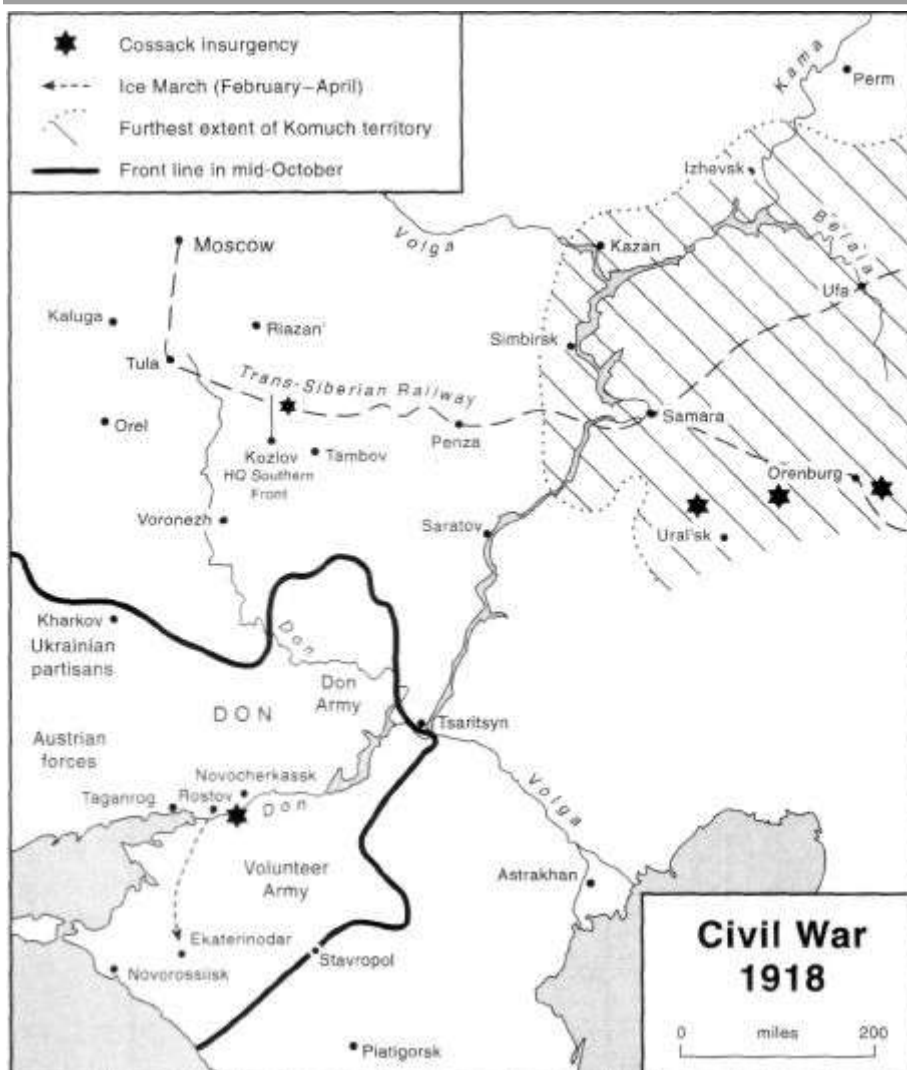 Cossack insurgency
Ice March (February–April)
Furthest extent of Komuch territory
Front line in mid-October
Kama
Perm
Izhevsk
Belaia
Volga
Kazan
Moscow
Ufa
Kaluga
Riazan'
Simbirsk
Tula
Trans-Siberian Railway
Samara
Orel
Penza
Kozlov
HQ Southern
Front
Tambov
Orenburg
Voronezh
Saratov
Ural'sk
Kharkov
Ukrainian
partisans
Don
Don
Army
DON
Tsaritsyn
Austrian
forces
Novocherkassk
Taganrog
Rostov
Don
Volga
Volunteer
Army
Astrakhan
Ekaterinodar
Stavropol
Novorossiisk
Piatigorsk
Civil War
1918
0 miles 200